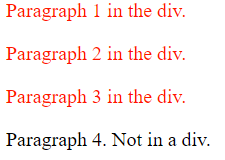 Paragraph 1 in the div.
Paragraph 2 in the div.
Paragraph 3 in the div.
Paragraph 4. Not in a div.